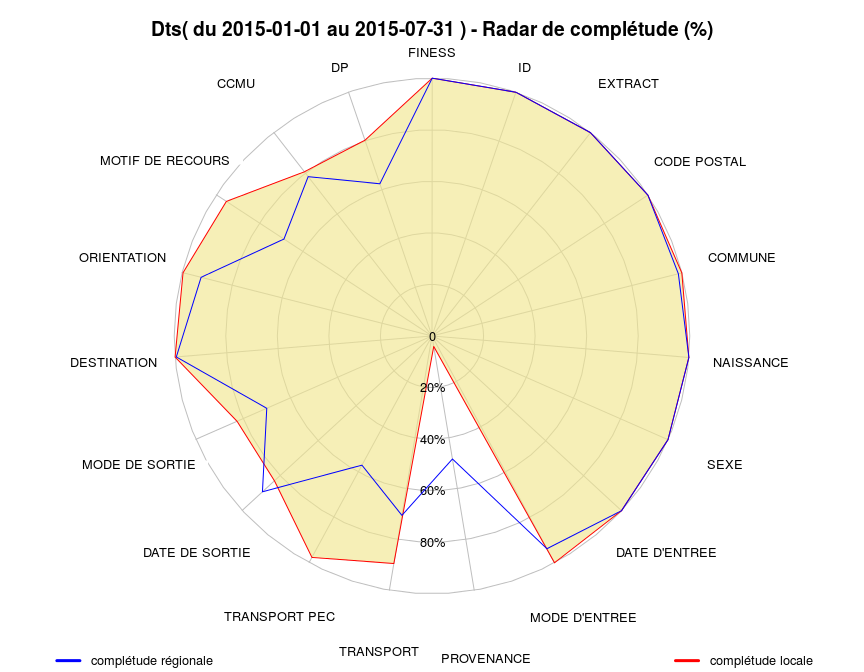 Dts( du 2015-01-01 au 2015-07-31 ) - Radar de complétude (%)
FINESS
DP
ID
CCMU
EXTRACT
MOTIF DE RECOURS
CODE POSTAL
ORIENTATION
COMMUNE
0
DESTINATION
NAISSANCE
20%
40%
MODE DE SORTIE
SEXE
60%
80%
DATE DE SORTIE
DATE D'ENTREE
TRANSPORT PEC
MODE D'ENTREE
TRANSPORT
PROVENANCE
complétude régionale
complétude locale